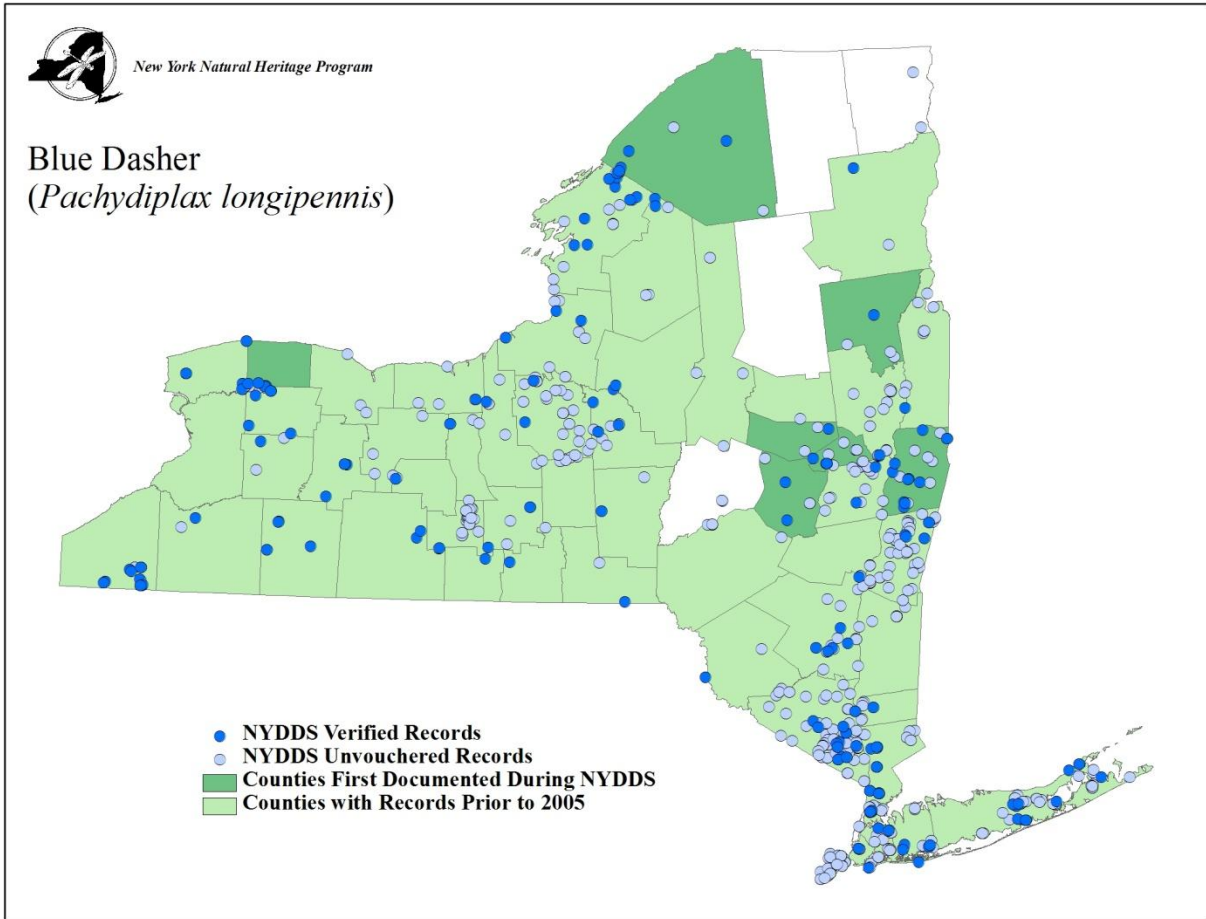 New York Natural Heritage Program
Blue Dasher
(Pachydiplax longipennis)
NYDDS Verified Records
NYDDS Unvouchered Records
Counties First Documented During NYDDS
Counties with Records Prior to 2005